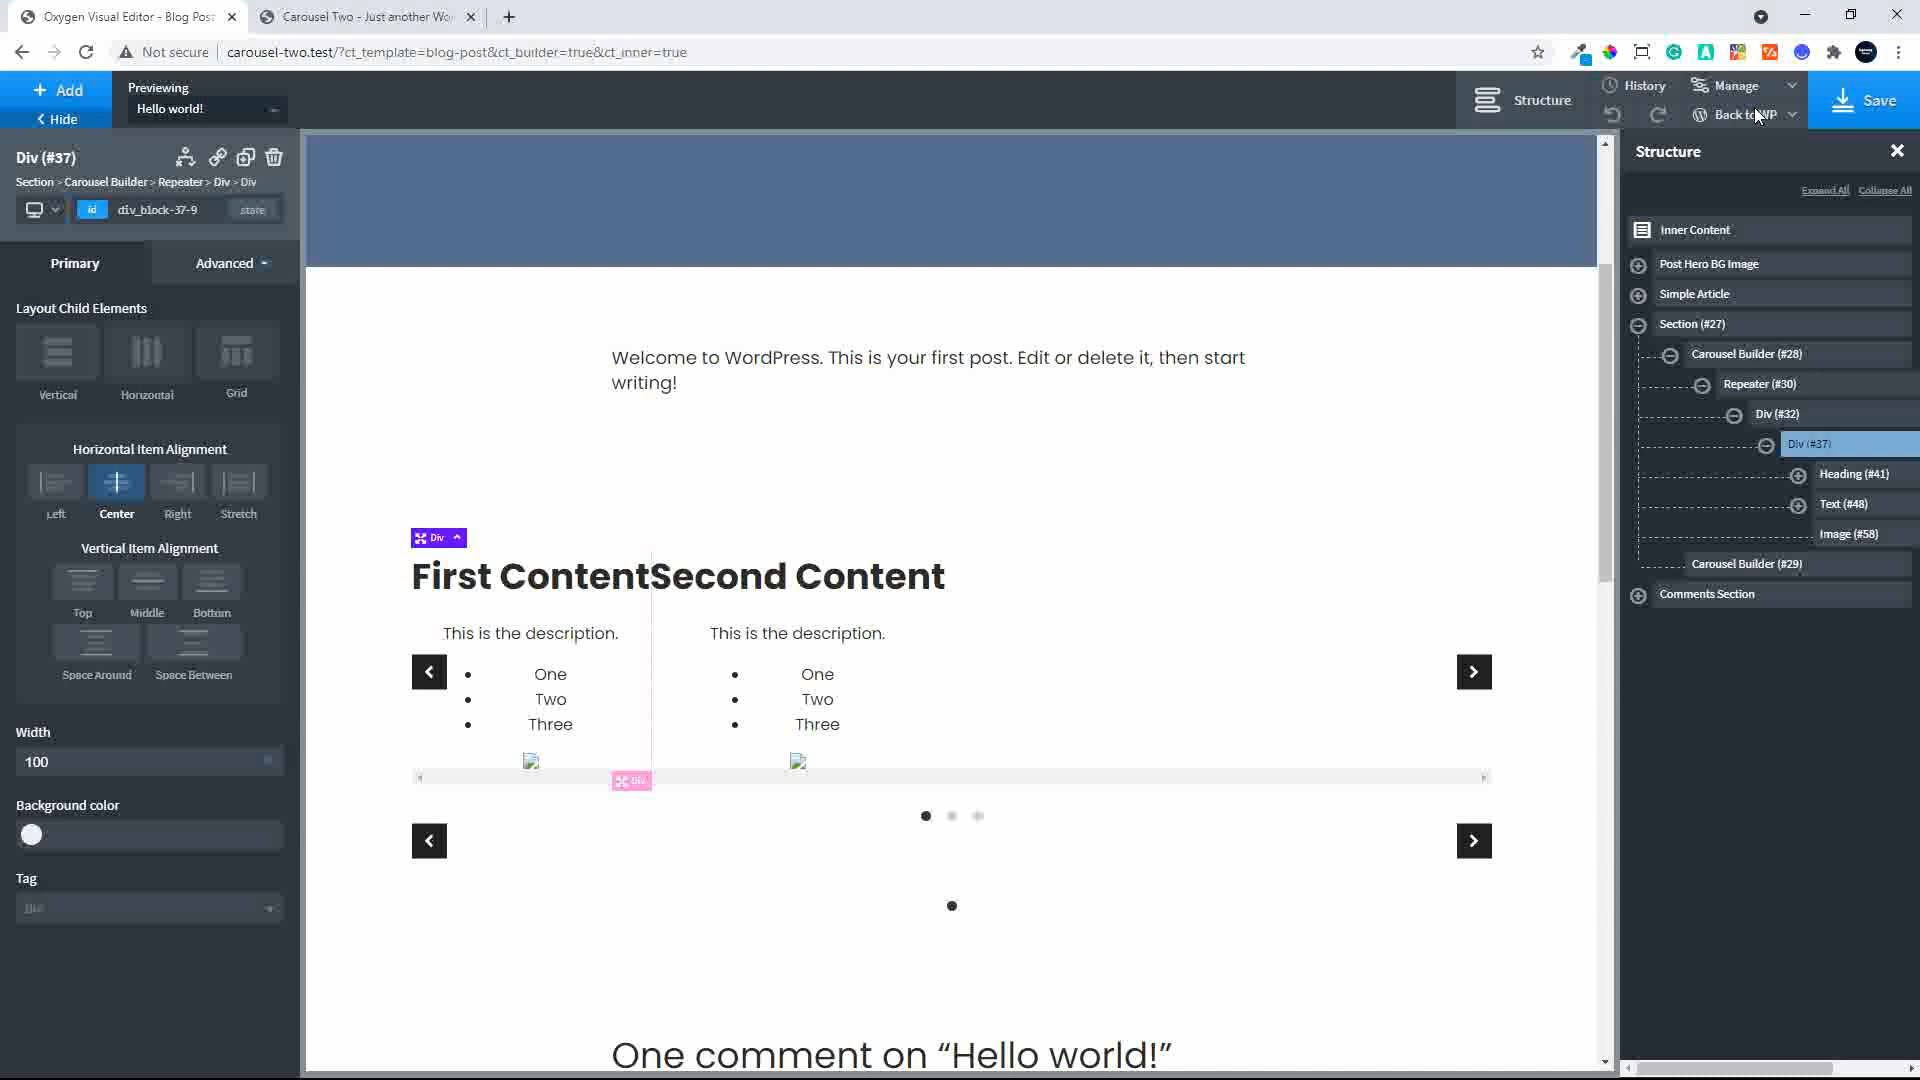 Oxygen Visual Editor - Blog Post
Carousel Two - Just another Wo
Not secure
carousel-two.test/?ct_template=blog-post&ct_builder=true&ct_inner=true
+ Add
Previewing
Hello world!
Hide
Structure
History
Manage
Back to WP
Save
Div (#37)
Section > Carousel Builder > Repeater > Div > Div
id
div_block-37-9
state
Primary
Advanced
Layout Child Elements
Vertical
Horizontal
Grid
Horizontal Item Alignment
Left
Center
Right
Stretch
Vertical Item Alignment
Top
Middle
Bottom
Space Around
Space Between
Width
100
Background color
Tag
Div
Welcome to WordPress. This is your first post. Edit or delete it, then start
writing!
Div
First ContentSecond Content
This is the description.
This is the description.
One
Two
Three
One
Two
Three
Div
One comment on “Hello world!”
Structure
Expand All
Collapse All
Inner Content
Post Hero BG Image
Simple Article
Section (#27)
Carousel Builder (#28)
Repeater (#30)
Div (#32)
Div (#37)
Heading (#41)
Text (#48)
Image (#58)
Carousel Builder (#29)
Comments Section